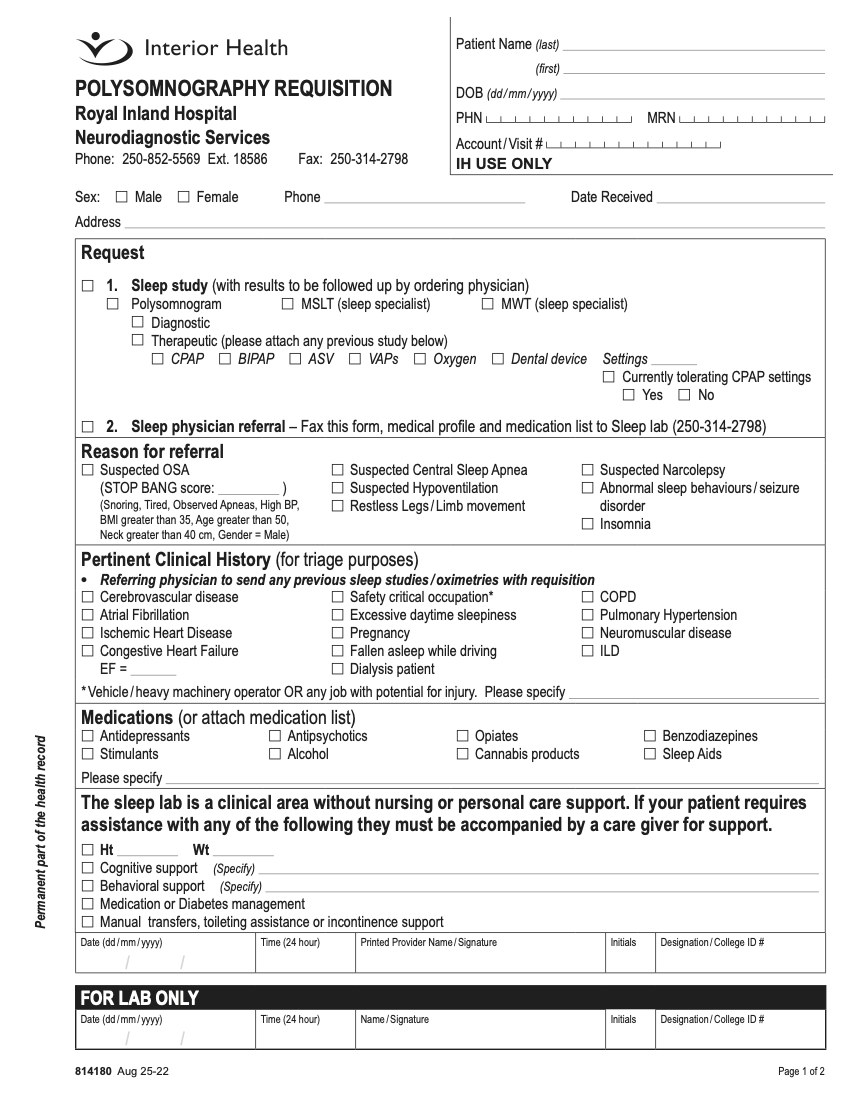 Interior Health
POLYSOMNOGRAPHY REQUISITION
Royal Inland Hospital
Neurodiagnostic Services
Phone: 250-852-5569 Ext. 18586 Fax: 250-314-2798
Patient Name (last)
(first)
DOB (dd/mm/yyyy)
PHN MRN
Account/Visit #
IH USE ONLY
Sex: ☐ Male ☐ Female Phone Date Received
Address
Request
☐ 1. Sleep study (with results to be followed up by ordering physician)
☐ Polysomnogram ☐ MSLT (sleep specialist) ☐ MWT (sleep specialist)
☐ Diagnostic
☐ Therapeutic (please attach any previous study below)
☐ CPAP ☐ BIPAP ☐ ASV ☐ VAPs ☐ Oxygen ☐ Dental device Settings
☐ Currently tolerating CPAP settings
☐ Yes ☐ No
☐ 2. Sleep physician referral – Fax this form, medical profile and medication list to Sleep lab (250-314-2798)
Reason for referral
☐ Suspected OSA
(STOP BANG score: )
(Snoring, Tired, Observed Apneas, High BP,
BMI greater than 35, Age greater than 50,
Neck greater than 40 cm, Gender = Male)
☐ Suspected Central Sleep Apnea
☐ Suspected Hypoventilation
☐ Restless Legs/Limb movement
☐ Suspected Narcolepsy
☐ Abnormal sleep behaviours/seizure
disorder
☐ Insomnia
Pertinent Clinical History (for triage purposes)
• Referring physician to send any previous sleep studies/oximetries with requisition
☐ Cerebrovascular disease
☐ Atrial Fibrillation
☐ Ischemic Heart Disease
☐ Congestive Heart Failure
EF =
☐ Safety critical occupation*
☐ Excessive daytime sleepiness
☐ Pregnancy
☐ Fallen asleep while driving
☐ Dialysis patient
☐ COPD
☐ Pulmonary Hypertension
☐ Neuromuscular disease
☐ ILD
* Vehicle/heavy machinery operator OR any job with potential for injury. Please specify
Medications (or attach medication list)
☐ Antidepressants ☐ Antipsychotics ☐ Opiates ☐ Benzodiazepines
☐ Stimulants ☐ Alcohol ☐ Cannabis products ☐ Sleep Aids
Please specify
The sleep lab is a clinical area without nursing or personal care support. If your patient requires
assistance with any of the following they must be accompanied by a care giver for support.
☐ Ht Wt
☐ Cognitive support (Specify)
☐ Behavioral support (Specify)
☐ Medication or Diabetes management
☐ Manual transfers, toileting assistance or incontinence support
Date (dd/mm/yyyy) Time (24 hour) Printed Provider Name/Signature Initials Designation/College ID #
/ /
FOR LAB ONLY
Date (dd/mm/yyyy) Time (24 hour) Name/Signature Initials Designation/College ID #
/ /
Permanent part of the health record
814180 Aug 25-22 Page 1 of 2